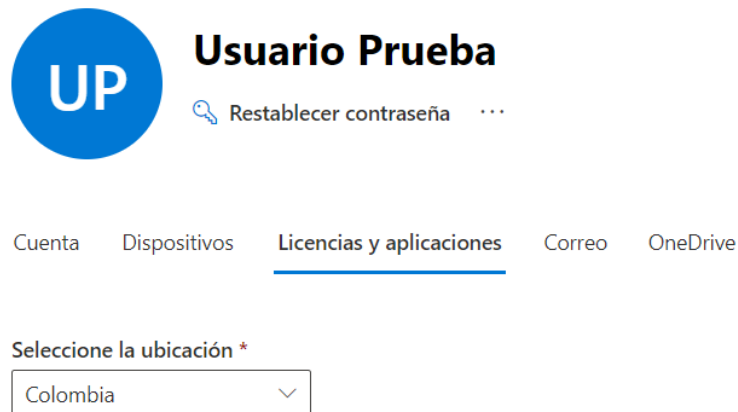 UP
Usuario Prueba
Restablecer contraseña ...
Cuenta Dispositivos Licencias y aplicaciones Correo OneDrive
Seleccione la ubicación *
Colombia